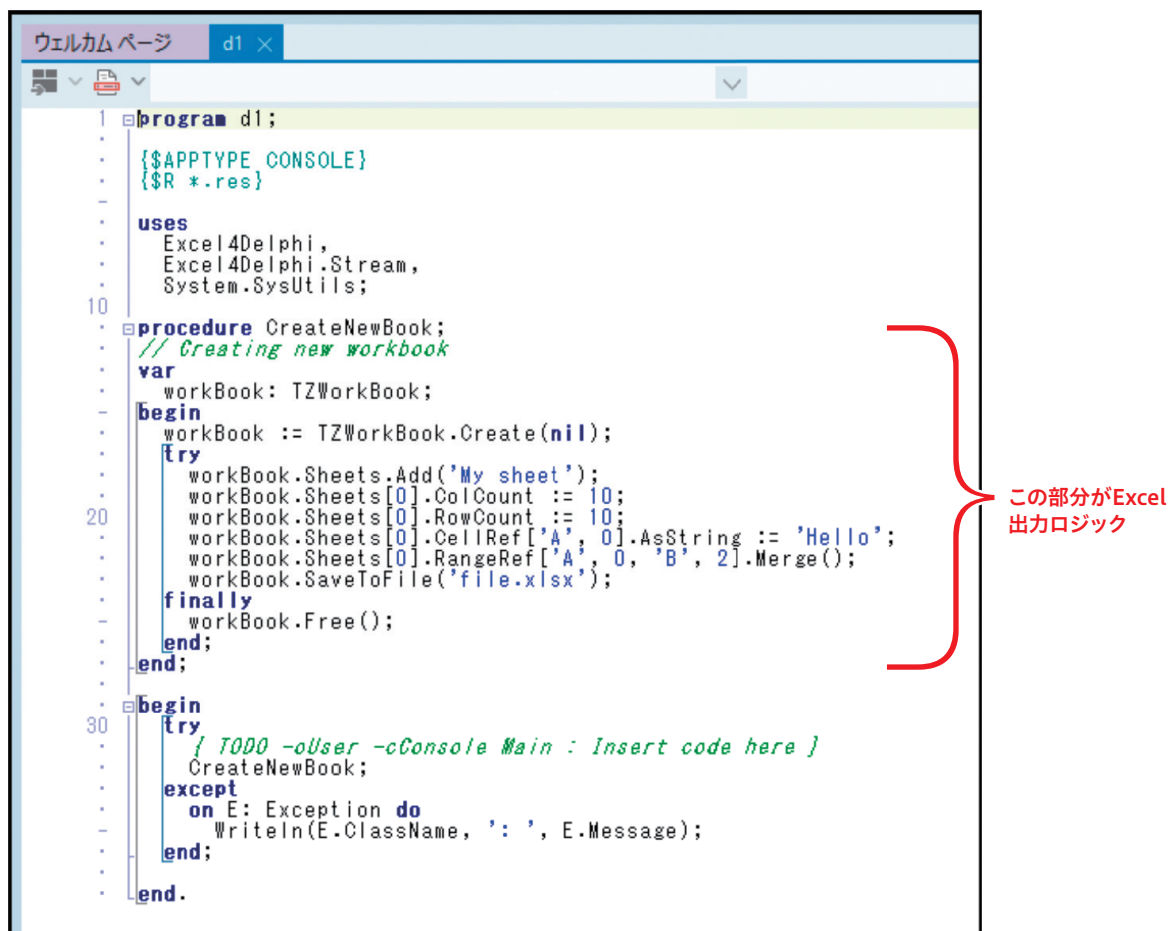 ウェルカム ページ d1 ×
1 program d1;
{$APPTYPE CONSOLE}
{$R *.res}
uses
Excel4Delphi,
Excel4Delphi.Stream,
System.SysUtils;
10
procedure CreateNewBook;
// Creating new workbook
var
workBook: TZWorkBook;
begin
workBook := TZWorkBook.Create(nil);
try
workBook.Sheets.Add('My sheet');
workBook.Sheets[0].ColCount := 10;
20 workBook.Sheets[0].RowCount := 10;
workBook.Sheets[0].CellRef['A', 0].AsString := 'Hello';
workBook.Sheets[0].RangeRef['A', 0, 'B', 2].Merge();
workBook.SaveToFile('file.xlsx');
finally
workBook.Free();
end;
end;
begin
30 try
{ TODO -oUser -cConsole Main : Insert code here }
CreateNewBook;
except
on E: Exception do
Writeln(E.ClassName, ': ', E.Message);
end;
end.
この部分がExcel
出力ロジック